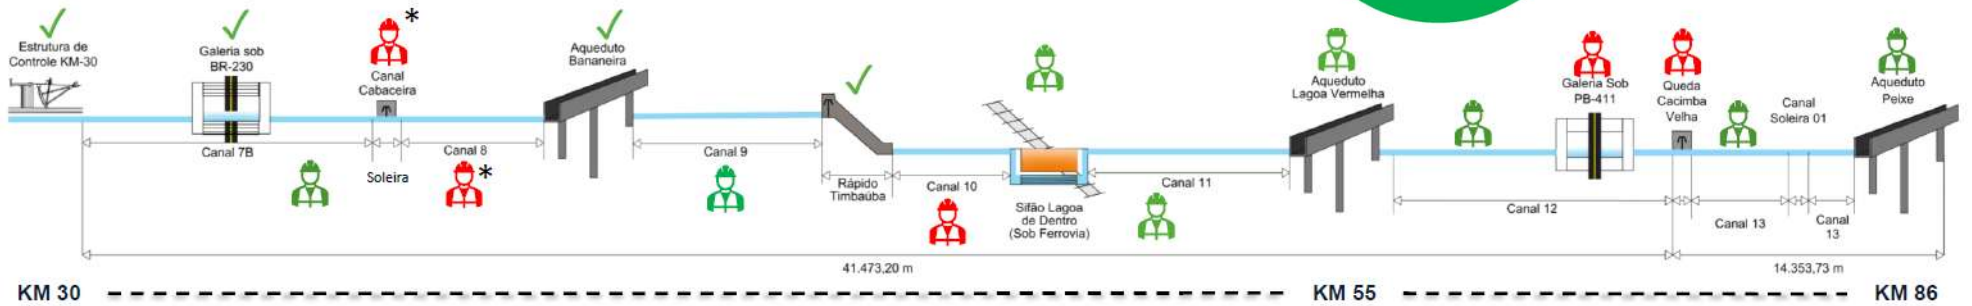 Estrutura de
Controle KM-30
Galeria sob
BR-230
*
Canal
Cabaceira
Aqueduto
Bananeira
Aqueduto
Lagoa Vermelha
Galeria Sob
PB-411
Queda
Cacimba
Velha
Canal
Soleira 01
Aqueduto
Peixe
Canal 7B
Soleira
Canal 8
*
Canal 9
Rápido
Timbaúba
Canal 10
Sifão Lagoa
de Dentro
(Sob Ferrovia)
Canal 11
Canal 12
Canal 13
Canal
13
41.473,20 m
14.353,73 m
KM 30
KM 55
KM 86